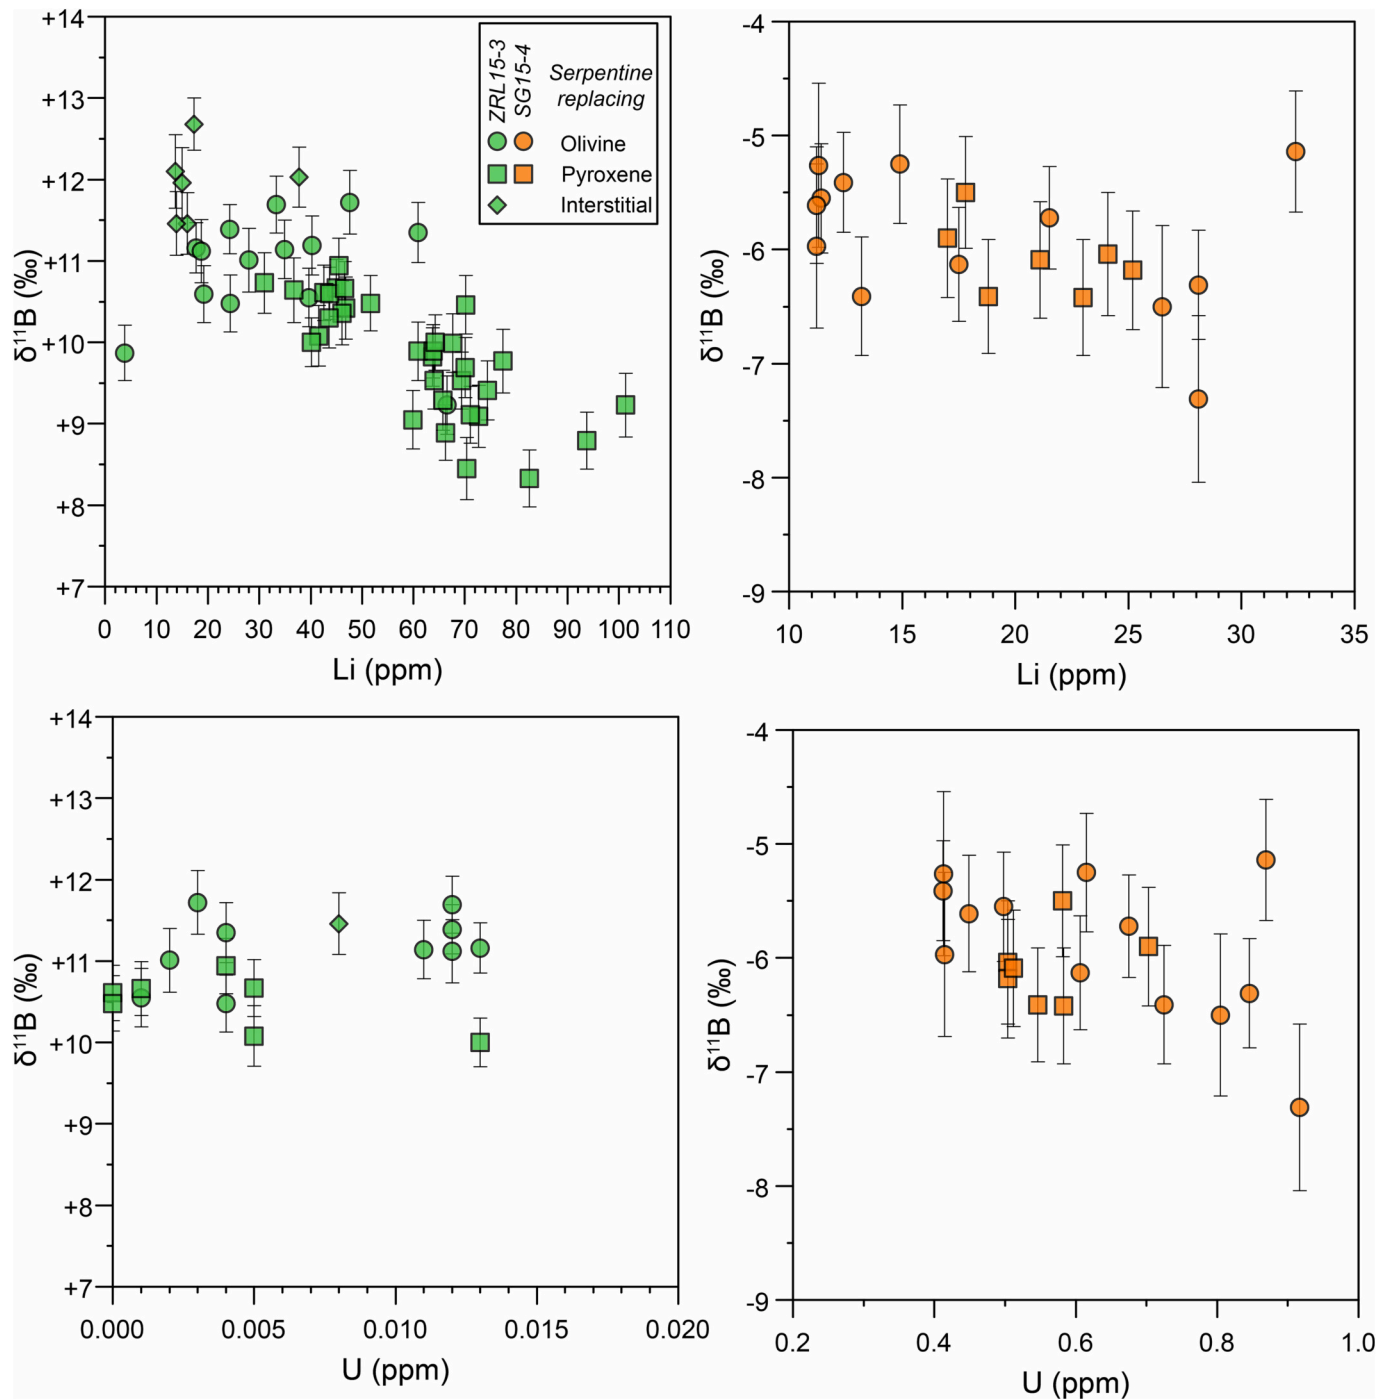 +14
+13
+12
+11
+10
+9
+8
+7
δ¹¹B (‰)
0 10 20 30 40 50 60 70 80 90 100 110
Li (ppm)
ZRL15-3
SG15-4
Serpentine
replacing
Olivine
Pyroxene
Interstitial
-4
-5
-6
-7
-8
-9
δ¹¹B (‰)
10 15 20 25 30 35
Li (ppm)
+14
+13
+12
+11
+10
+9
+8
+7
δ¹¹B (‰)
0.000 0.005 0.010 0.015 0.020
U (ppm)
-4
-5
-6
-7
-8
-9
δ¹¹B (‰)
0.2 0.4 0.6 0.8 1.0
U (ppm)